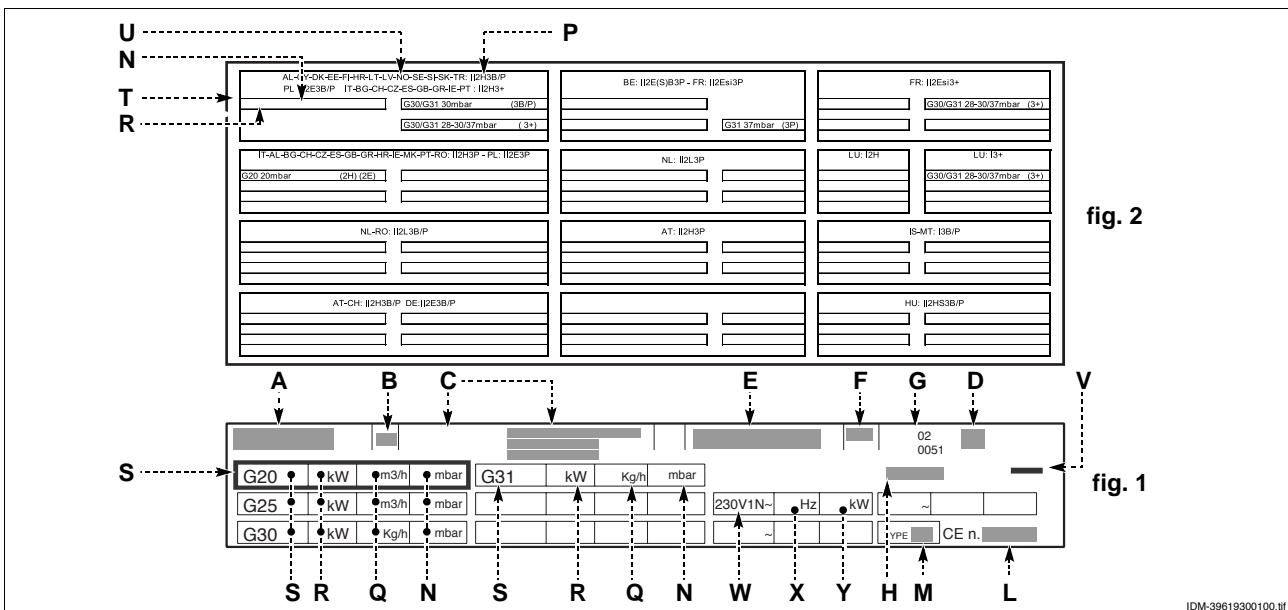 U P
N
T
R
AL-CY-DK-EE-FI-HR-LT-LV-NO-SE-SI-SK-TR: II2H3B/P
PL : II2E3B/P IT-BG-CH-CZ-ES-GB-GR-IE-PT : II2H3+
G30/G31 30mbar (3B/P)
G30/G31 28-30/37mbar ( 3+)
BE: II2E(S)B3P - FR: II2Esi3P
G31 37mbar (3P)
FR: II2Esi3+
G30/G31 28-30/37mbar (3+)
IT-AL-BG-CH-CZ-ES-GB-GR-HR-IE-MK-PT-RO: II2H3P - PL: II2E3P
G20 20mbar (2H) (2E)
NL: II2L3P
LU: I2H
LU: I3+
G30/G31 28-30/37mbar (3+)
fig. 2
NL-RO: II2L3B/P
AT: II2H3P
IS-MT: I3B/P
AT-CH: II2H3B/P DE:II2E3B/P
HU: II2HS3B/P
A B C E F G D V
02
0051
S
G20 kW m3/h mbar G31 kW Kg/h mbar
fig. 1
G25 kW m3/h mbar 230V1N~ Hz kW ~
G30 kW Kg/h mbar ~ YPE CE n.
S R Q N S R Q N W X Y H M L
IDM-39619300100.tif